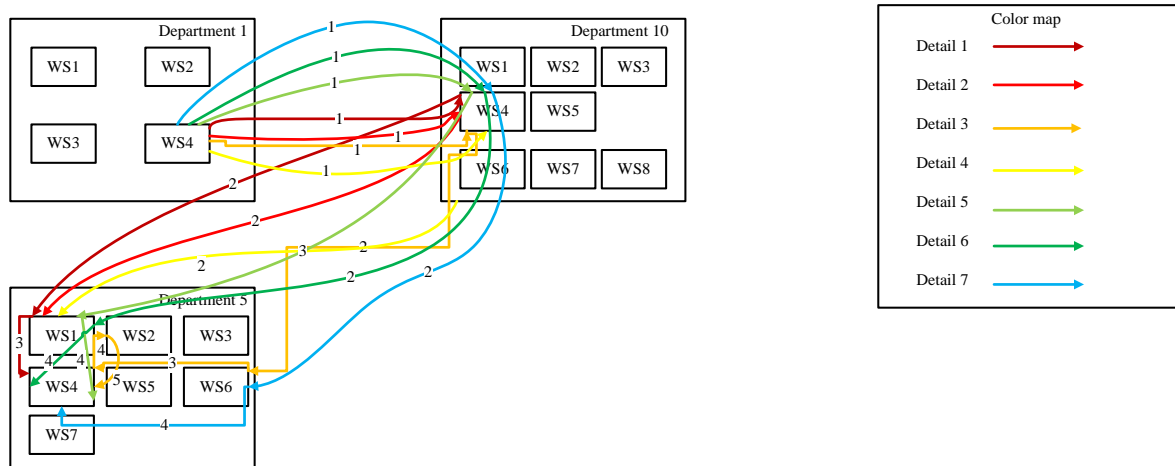 Department 1
WS1
WS2
WS3
WS4
Department 10
WS1
WS2
WS3
WS4
WS5
WS6
WS7
WS8
Color map
Detail 1
Detail 2
Detail 3
Detail 4
Detail 5
Detail 6
Detail 7
1
1
1
1
1
1
1
2
2
2
3
2
2
2
Department 5
WS1
WS2
WS3
WS4
WS5
WS6
WS7
3
4
4
4
3
5
4